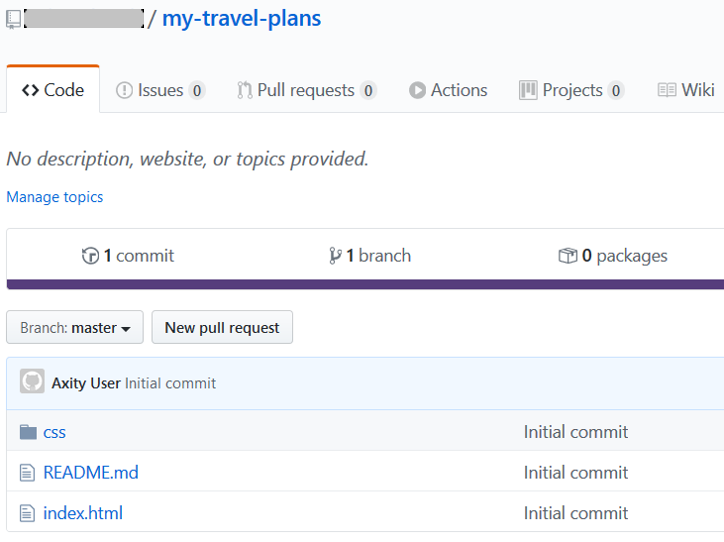 / my-travel-plans
Code Issues 0 Pull requests 0 Actions Projects 0 Wiki
No description, website, or topics provided.
Manage topics
1 commit 1 branch 0 packages
Branch: master New pull request
Axity User Initial commit
css Initial commit
README.md Initial commit
index.html Initial commit